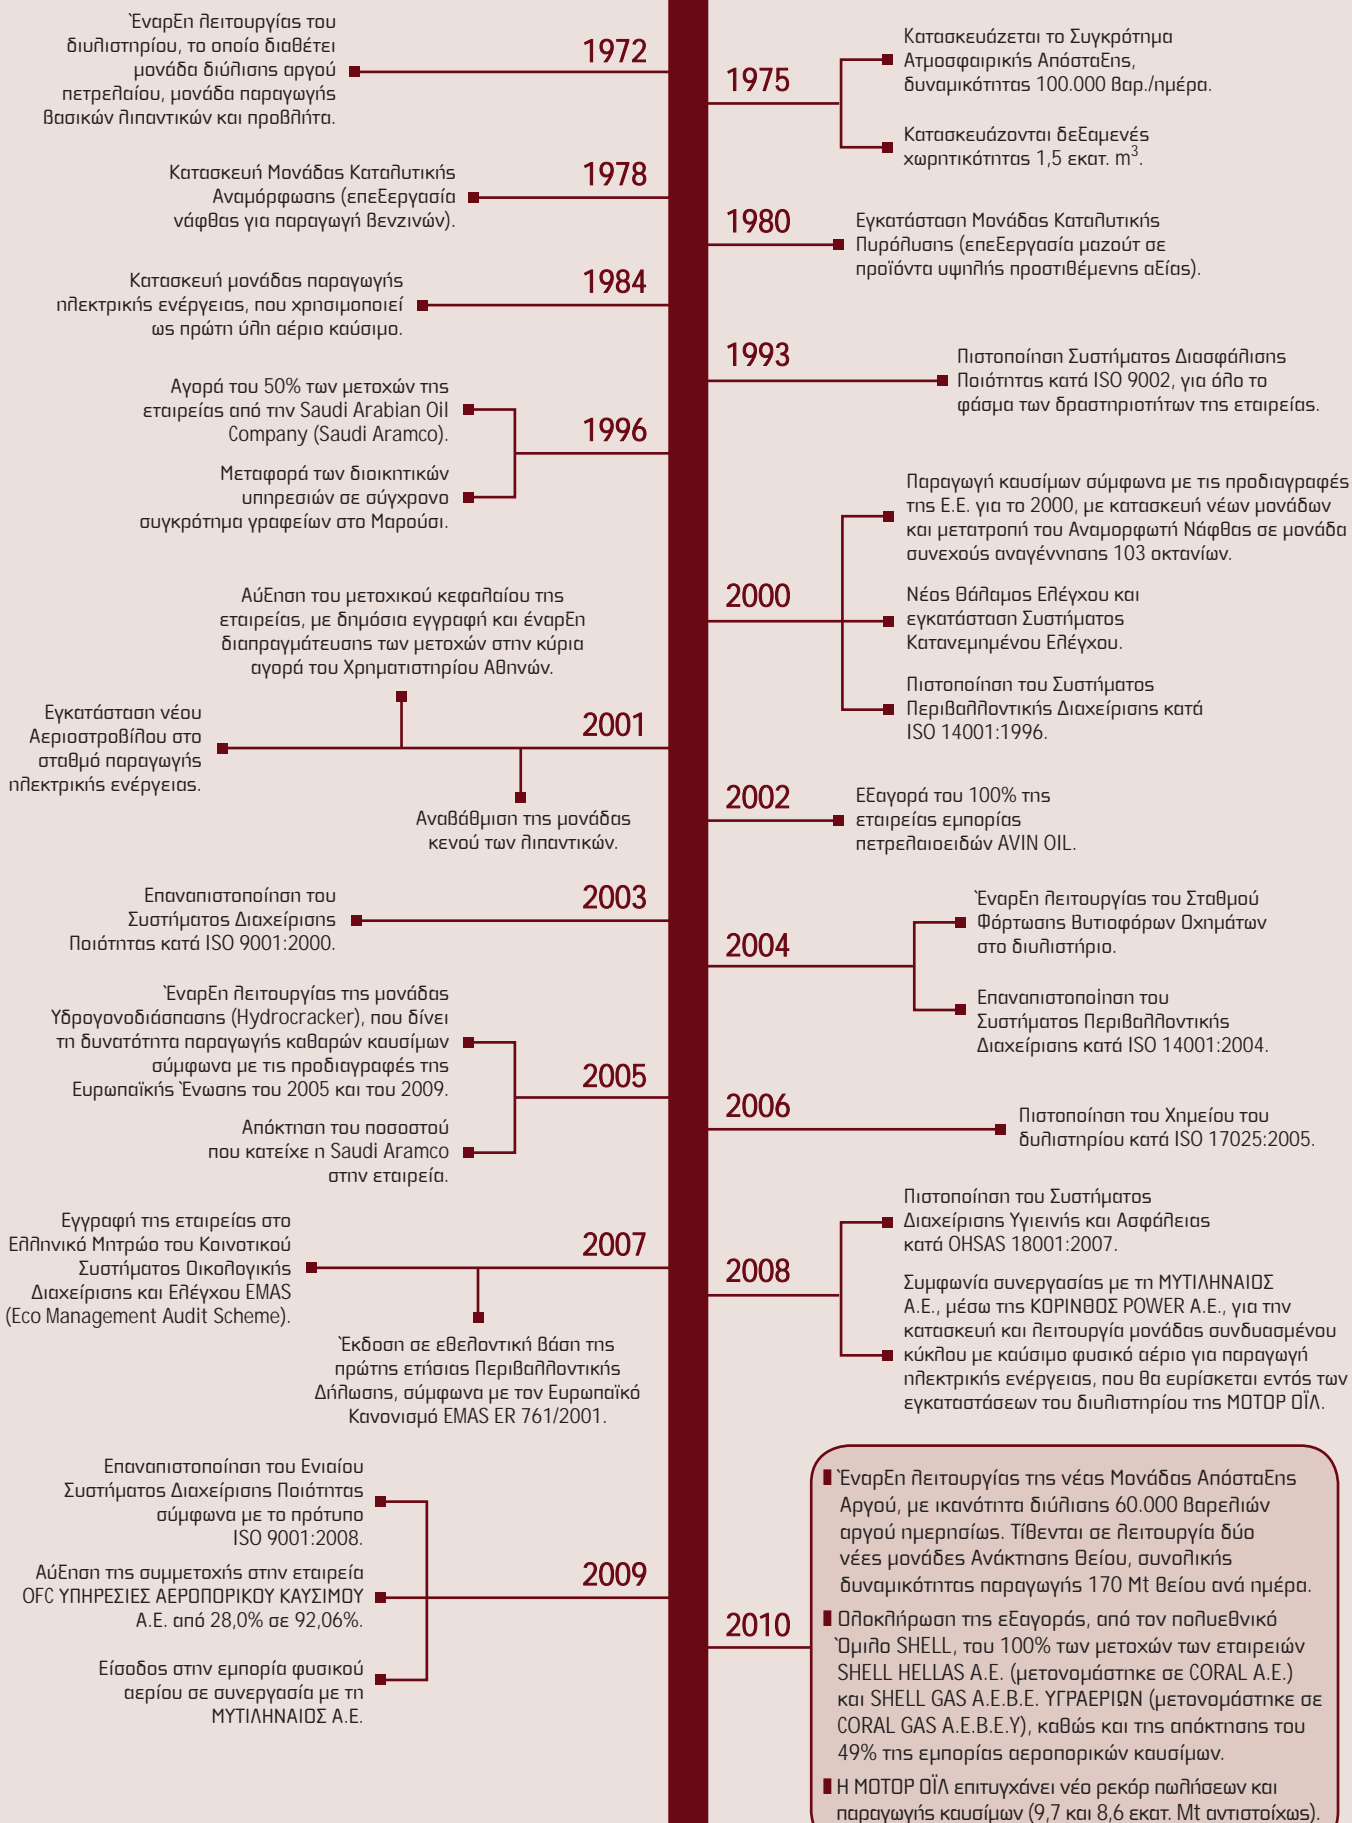 1972
Έναρξη λειτουργίας του
διυλιστηρίου, το οποίο διαθέτει
μονάδα διύλισης αργού
πετρελαίου, μονάδα παραγωγής
βασικών λιπαντικών και προβλήτα.
1975
Κατασκευάζεται το Συγκρότημα
Ατμοσφαιρικής Απόσταξης,
δυναμικότητας 100.000 βαρ./ημέρα.
Κατασκευάζονται δεξαμενές
χωρητικότητας 1,5 εκατ. m³.
1978
Κατασκευή Μονάδας Καταλυτικής
Αναμόρφωσης (επεξεργασία
νάφθας για παραγωγή βενζινών).
1980
Εγκατάσταση Μονάδας Καταλυτικής
Πυρόλυσης (επεξεργασία μαζούτ σε
προϊόντα υψηλής προστιθέμενης αξίας).
1984
Κατασκευή μονάδας παραγωγής
ηλεκτρικής ενέργειας, που χρησιμοποιεί
ως πρώτη ύλη αέριο καύσιμο.
1993
Πιστοποίηση Συστήματος Διασφάλισης
Ποιότητας κατά ISO 9002, για όλο το
φάσμα των δραστηριοτήτων της εταιρείας.
1996
Αγορά του 50% των μετοχών της
εταιρείας από την Saudi Arabian Oil
Company (Saudi Aramco).
Μεταφορά των διοικητικών
υπηρεσιών σε σύγχρονο
συγκρότημα γραφείων στο Μαρούσι.
2000
Παραγωγή καυσίμων σύμφωνα με τις προδιαγραφές
της Ε.Ε. για το 2000, με κατασκευή νέων μονάδων
και μετατροπή του Αναμορφωτή Νάφθας σε μονάδα
συνεχούς αναγέννησης 103 οκτανίων.
Νέος Θάλαμος Ελέγχου και
εγκατάσταση Συστήματος
Κατανεμημένου Ελέγχου.
Πιστοποίηση του Συστήματος
Περιβαλλοντικής Διαχείρισης κατά
ISO 14001:1996.
2001
Αύξηση του μετοχικού κεφαλαίου της
εταιρείας, με δημόσια εγγραφή και έναρξη
διαπραγμάτευσης των μετοχών στην κύρια
αγορά του Χρηματιστηρίου Αθηνών.
Εγκατάσταση νέου
Αεριοστροβίλου στο
σταθμό παραγωγής
ηλεκτρικής ενέργειας.
Αναβάθμιση της μονάδας
κενού των λιπαντικών.
2002
Εξαγορά του 100% της
εταιρείας εμπορίας
πετρελαιοειδών AVIN OIL.
2003
Επαναπιστοποίηση του
Συστήματος Διαχείρισης
Ποιότητας κατά ISO 9001:2000.
2004
Έναρξη λειτουργίας του Σταθμού
Φόρτωσης Βυτιοφόρων Οχημάτων
στο διυλιστήριο.
Επαναπιστοποίηση του
Συστήματος Περιβαλλοντικής
Διαχείρισης κατά ISO 14001:2004.
2005
Έναρξη λειτουργίας της μονάδας
Υδρογονοδιάσπασης (Hydrocracker), που δίνει
τη δυνατότητα παραγωγής καθαρών καυσίμων
σύμφωνα με τις προδιαγραφές της
Ευρωπαϊκής Ένωσης του 2005 και του 2009.
Απόκτηση του ποσοστού
που κατείχε η Saudi Aramco
στην εταιρεία.
2006
Πιστοποίηση του Χημείου του
δυλιστηρίου κατά ISO 17025:2005.
2007
Εγγραφή της εταιρείας στο
Ελληνικό Μητρώο του Κοινοτικού
Συστήματος Οικολογικής
Διαχείρισης και Ελέγχου EMAS
(Eco Management Audit Scheme).
Έκδοση σε εθελοντική βάση της
πρώτης ετήσιας Περιβαλλοντικής
Δήλωσης, σύμφωνα με τον Ευρωπαϊκό
Κανονισμό EMAS ER 761/2001.
2008
Πιστοποίηση του Συστήματος
Διαχείρισης Υγιεινής και Ασφάλειας
κατά OHSAS 18001:2007.
Συμφωνία συνεργασίας με τη ΜΥΤΙΛΗΝΑΙΟΣ
Α.Ε., μέσω της ΚΟΡΙΝΘΟΣ POWER Α.Ε., για την
κατασκευή και λειτουργία μονάδας συνδυασμένου
κύκλου με καύσιμο φυσικό αέριο για παραγωγή
ηλεκτρικής ενέργειας, που θα ευρίσκεται εντός των
εγκαταστάσεων του διυλιστηρίου της ΜΟΤΟΡ ΟΪΛ.
2009
Επαναπιστοποίηση του Ενιαίου
Συστήματος Διαχείρισης Ποιότητας
σύμφωνα με το πρότυπο
ISO 9001:2008.
Αύξηση της συμμετοχής στην εταιρεία
OFC ΥΠΗΡΕΣΙΕΣ ΑΕΡΟΠΟΡΙΚΟΥ ΚΑΥΣΙΜΟΥ
Α.Ε. από 28,0% σε 92,06%.
Είσοδος στην εμπορία φυσικού
αερίου σε συνεργασία με τη
ΜΥΤΙΛΗΝΑΙΟΣ Α.Ε.
2010
Έναρξη λειτουργίας της νέας Μονάδας Απόσταξης
Αργού, με ικανότητα διύλισης 60.000 βαρελιών
αργού ημερησίως. Τίθενται σε λειτουργία δύο
νέες μονάδες Ανάκτησης Θείου, συνολικής
δυναμικότητας παραγωγής 170 Mt θείου ανά ημέρα.
Ολοκλήρωση της εξαγοράς, από τον πολυεθνικό
Όμιλο SHELL, του 100% των μετοχών των εταιρειών
SHELL HELLAS Α.Ε. (μετονομάστηκε σε CORAL Α.Ε.)
και SHELL GAS Α.Ε.Β.Ε. ΥΓΡΑΕΡΙΩΝ (μετονομάστηκε σε
CORAL GAS Α.Ε.Β.Ε.Υ), καθώς και της απόκτησης του
49% της εμπορίας αεροπορικών καυσίμων.
Η ΜΟΤΟΡ ΟΪΛ επιτυγχάνει νέο ρεκόρ πωλήσεων και
παραγωγής καυσίμων (9,7 και 8,6 εκατ. Mt αντιστοίχως).